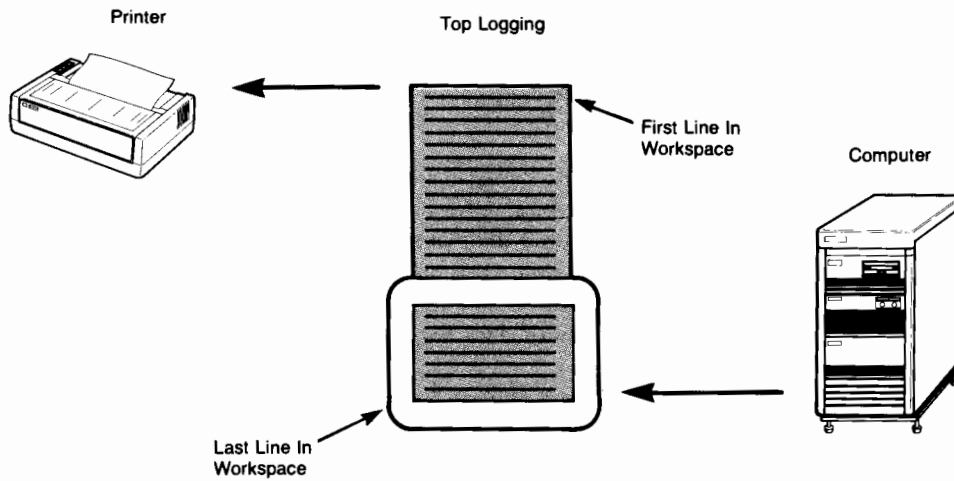 Printer
Top Logging
First Line In
Workspace
Computer
Last Line In
Workspace